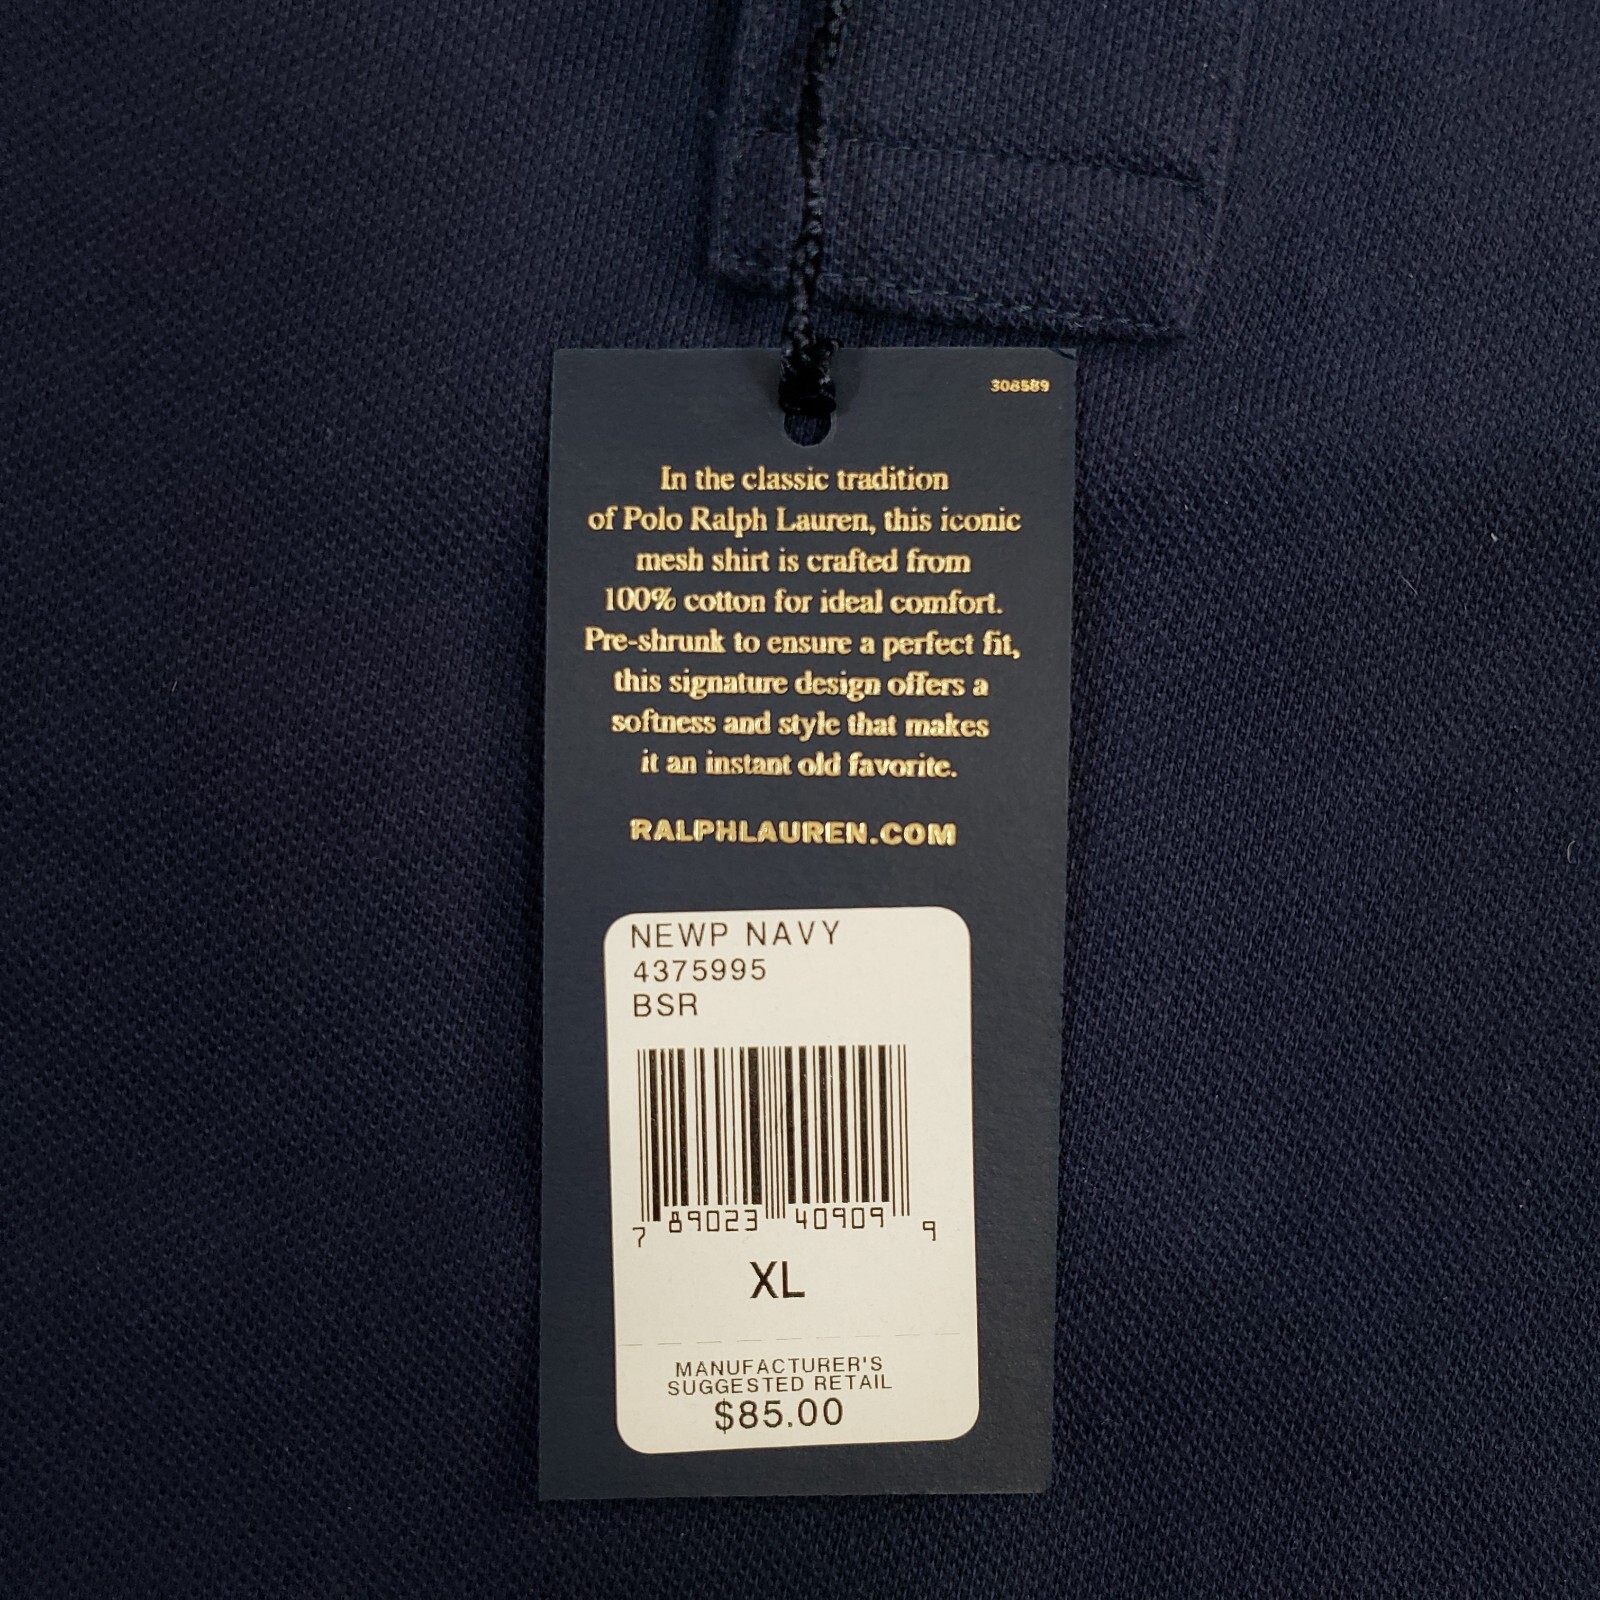 308589
In the classic tradition
of Polo Ralph Lauren, this iconic
mesh shirt is crafted from
100% cotton for ideal comfort.
Pre-shrunk to ensure a perfect fit,
this signature design offers a
softness and style that makes
it an instant old favorite.
RALPHLAUREN.COM
NEWP NAVY
4375995
BSR
7 89023 40909 9
XL
MANUFACTURER'S
SUGGESTED RETAIL
$85.00